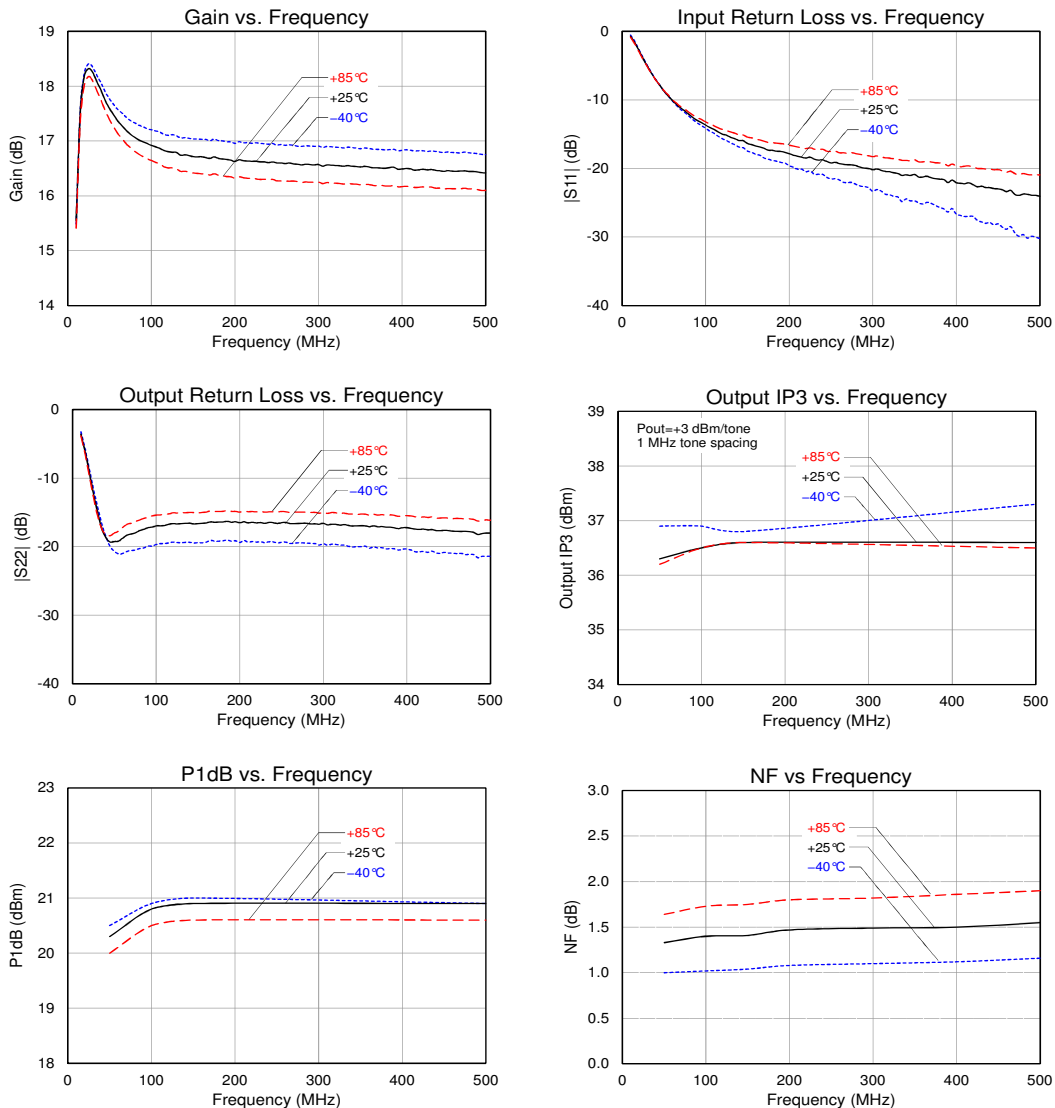 Gain vs. Frequency
19
18
17
16
15
14
Gain (dB)
+85°C
+25°C
−40°C
0 100 200 300 400 500
Frequency (MHz)
Input Return Loss vs. Frequency
0
-10
-20
-30
-40
|S11| (dB)
+85°C
+25°C
−40°C
0 100 200 300 400 500
Frequency (MHz)
Output Return Loss vs. Frequency
0
-10
-20
-30
-40
|S22| (dB)
+85°C
+25°C
−40°C
0 100 200 300 400 500
Frequency (MHz)
Output IP3 vs. Frequency
39
38
37
36
35
34
Output IP3 (dBm)
Pout=+3 dBm/tone
1 MHz tone spacing
+85°C
+25°C
−40°C
0 100 200 300 400 500
Frequency (MHz)
P1dB vs. Frequency
23
22
21
20
19
18
P1dB (dBm)
+85°C
+25°C
−40°C
0 100 200 300 400 500
Frequency (MHz)
NF vs Frequency
3.0
2.5
2.0
1.5
1.0
0.5
0.0
NF (dB)
+85°C
+25°C
−40°C
0 100 200 300 400 500
Frequency (MHz)